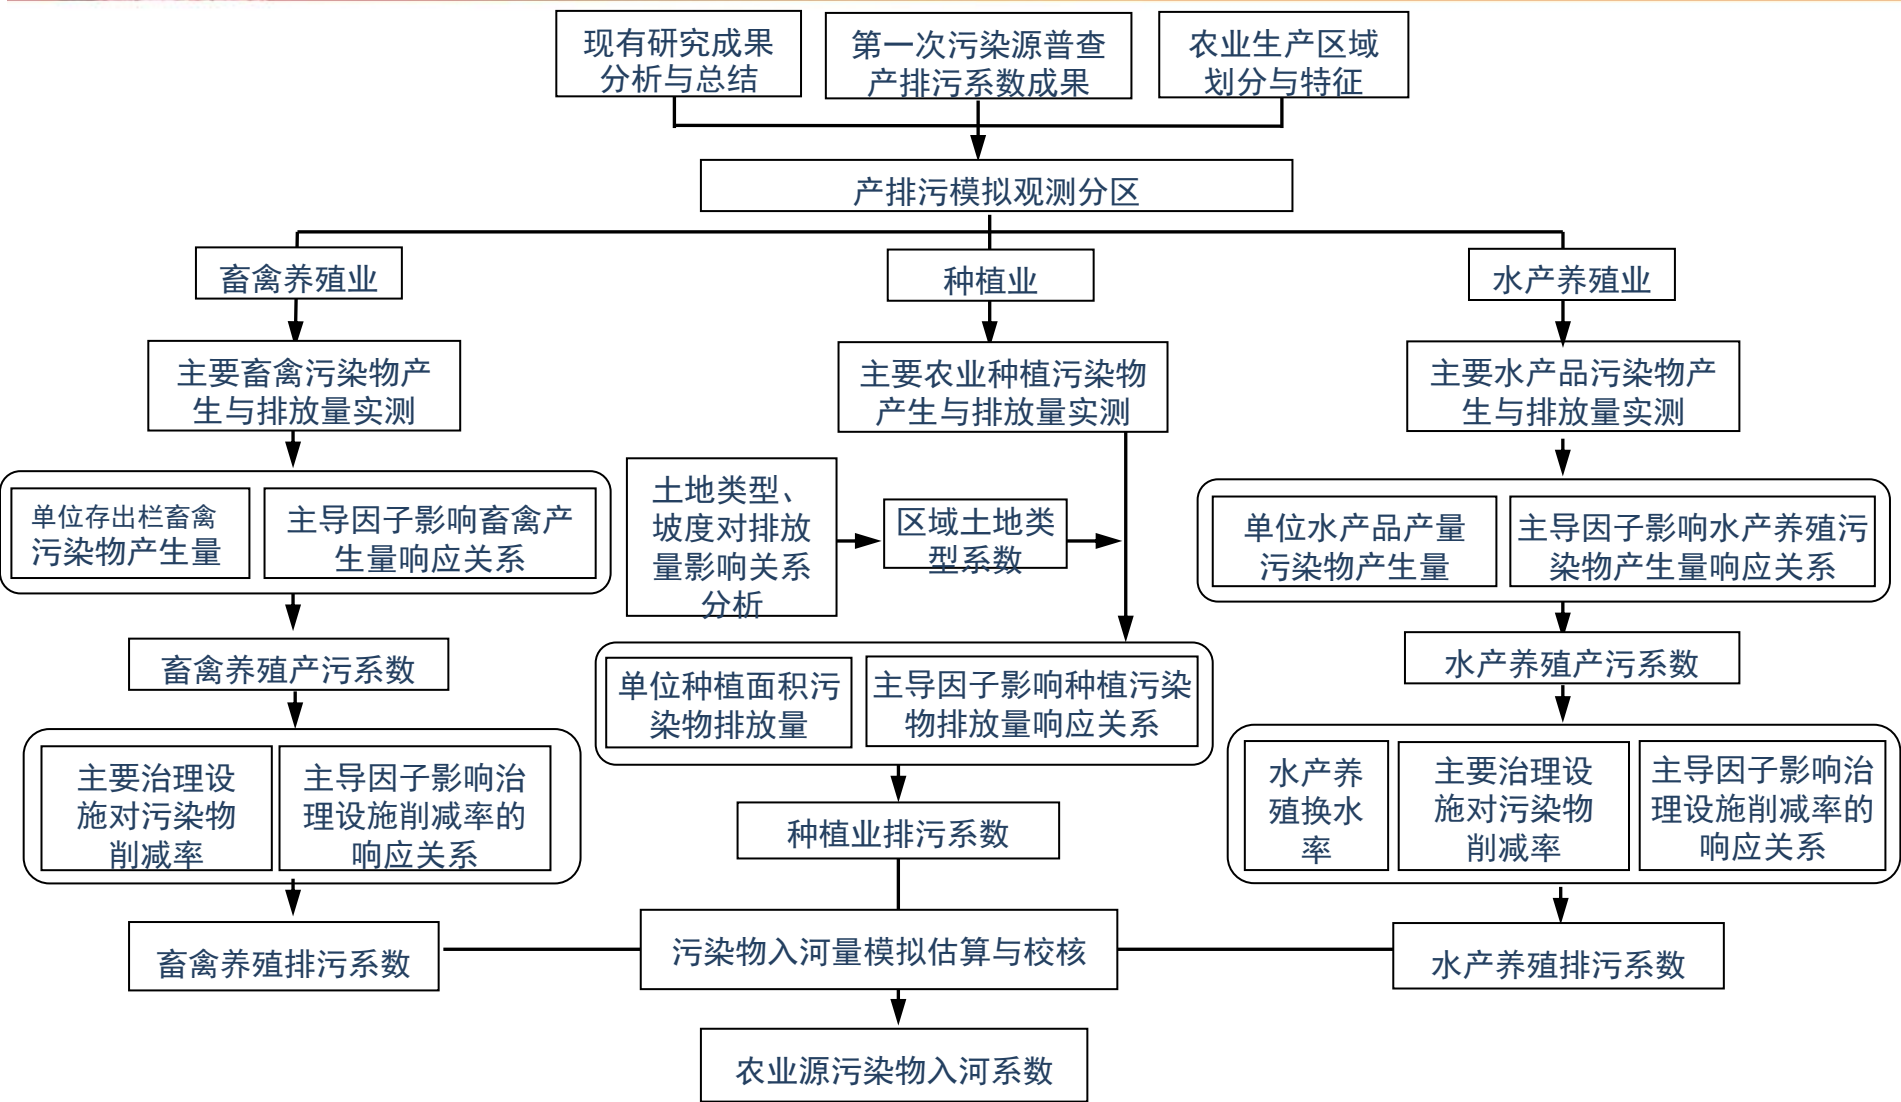 现有研究成果
分析与总结
第一次污染源普查
产排污系数成果
农业生产区域
划分与特征
产排污模拟观测分区
畜禽养殖业
种植业
水产养殖业
主要畜禽污染物产
生与排放量实测
主要农业种植污染物
产生与排放量实测
主要水产品污染物产
生与排放量实测
单位存出栏畜禽
污染物产生量
主导因子影响畜禽产
生量响应关系
土地类型、
坡度对排放
量影响关系
分析
区域土地类
型系数
单位水产品产量
污染物产生量
主导因子影响水产养殖污
染物产生量响应关系
畜禽养殖产污系数
单位种植面积污
染物排放量
主导因子影响种植污染
物排放量响应关系
水产养殖产污系数
主要治理设
施对污染物
削减率
主导因子影响治
理设施削减率的
响应关系
种植业排污系数
水产养
殖换水
率
主要治理设
施对污染物
削减率
主导因子影响治
理设施削减率的
响应关系
畜禽养殖排污系数
污染物入河量模拟估算与校核
水产养殖排污系数
农业源污染物入河系数